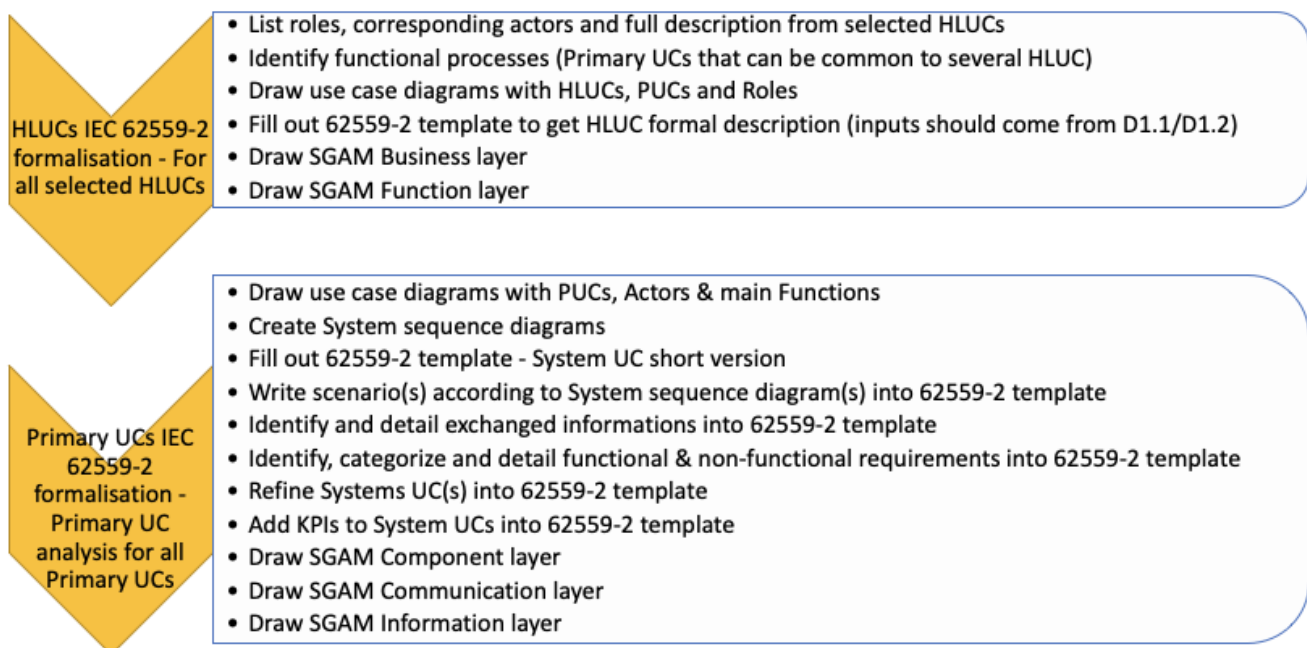 HLUCs IEC 62559-2
formalisation - For
all selected HLUCs
• List roles, corresponding actors and full description from selected HLUCs
• Identify functional processes (Primary UCs that can be common to several HLUC)
• Draw use case diagrams with HLUCs, PUCs and Roles
• Fill out 62559-2 template to get HLUC formal description (inputs should come from D1.1/D1.2)
• Draw SGAM Business layer
• Draw SGAM Function layer
Primary UCs IEC
62559-2
formalisation -
Primary UC
analysis for all
Primary UCs
• Draw use case diagrams with PUCs, Actors & main Functions
• Create System sequence diagrams
• Fill out 62559-2 template - System UC short version
• Write scenario(s) according to System sequence diagram(s) into 62559-2 template
• Identify and detail exchanged informations into 62559-2 template
• Identify, categorize and detail functional & non-functional requirements into 62559-2 template
• Refine Systems UC(s) into 62559-2 template
• Add KPIs to System UCs into 62559-2 template
• Draw SGAM Component layer
• Draw SGAM Communication layer
• Draw SGAM Information layer